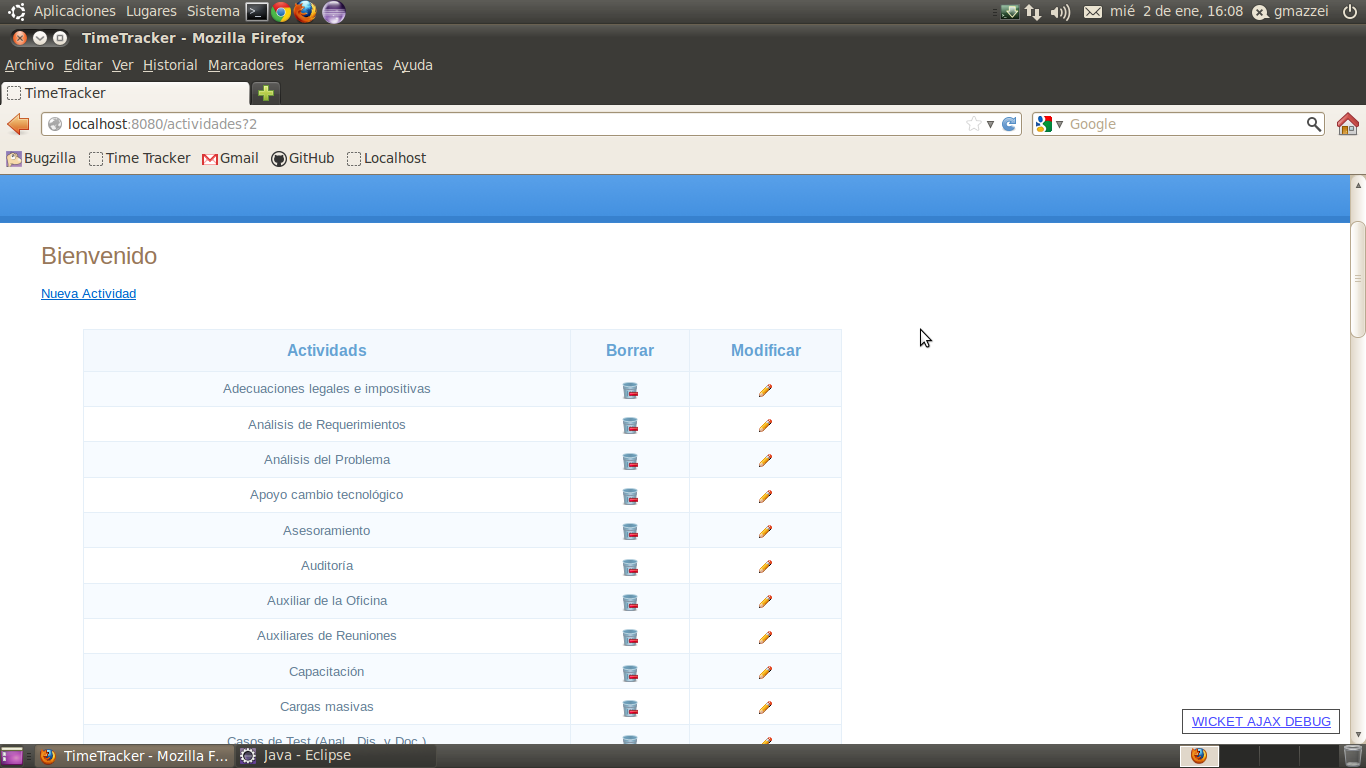 Aplicaciones Lugares Sistema mié 2 de ene, 16:08 gmazzei
TimeTracker - Mozilla Firefox
Archivo Editar Ver Historial Marcadores Herramientas Ayuda
TimeTracker
localhost:8080/actividades?2 Google
Bugzilla Time Tracker Gmail GitHub Localhost
Bienvenido
Nueva Actividad
Actividads Borrar Modificar
Adecuaciones legales e impositivas
Análisis de Requerimientos
Análisis del Problema
Apoyo cambio tecnológico
Asesoramiento
Auditoría
Auxiliar de la Oficina
Auxiliares de Reuniones
Capacitación
Cargas masivas
WICKET AJAX DEBUG
Casos de Test (Anal., Dis. y Doc.)
TimeTracker - Mozilla F... Java - Eclipse